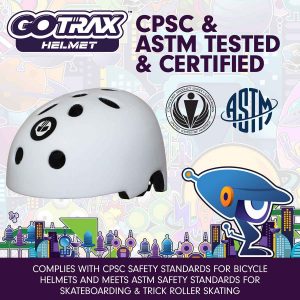 GOTRAX™
HELMET
CPSC &
ASTM TESTED
& CERTIFIED
ASTM
COMPLIES WITH CPSC SAFETY STANDARDS FOR BICYCLE
HELMETS AND MEETS ASTM SAFETY STANDARDS FOR
SKATEBOARDING & TRICK ROLLER SKATING